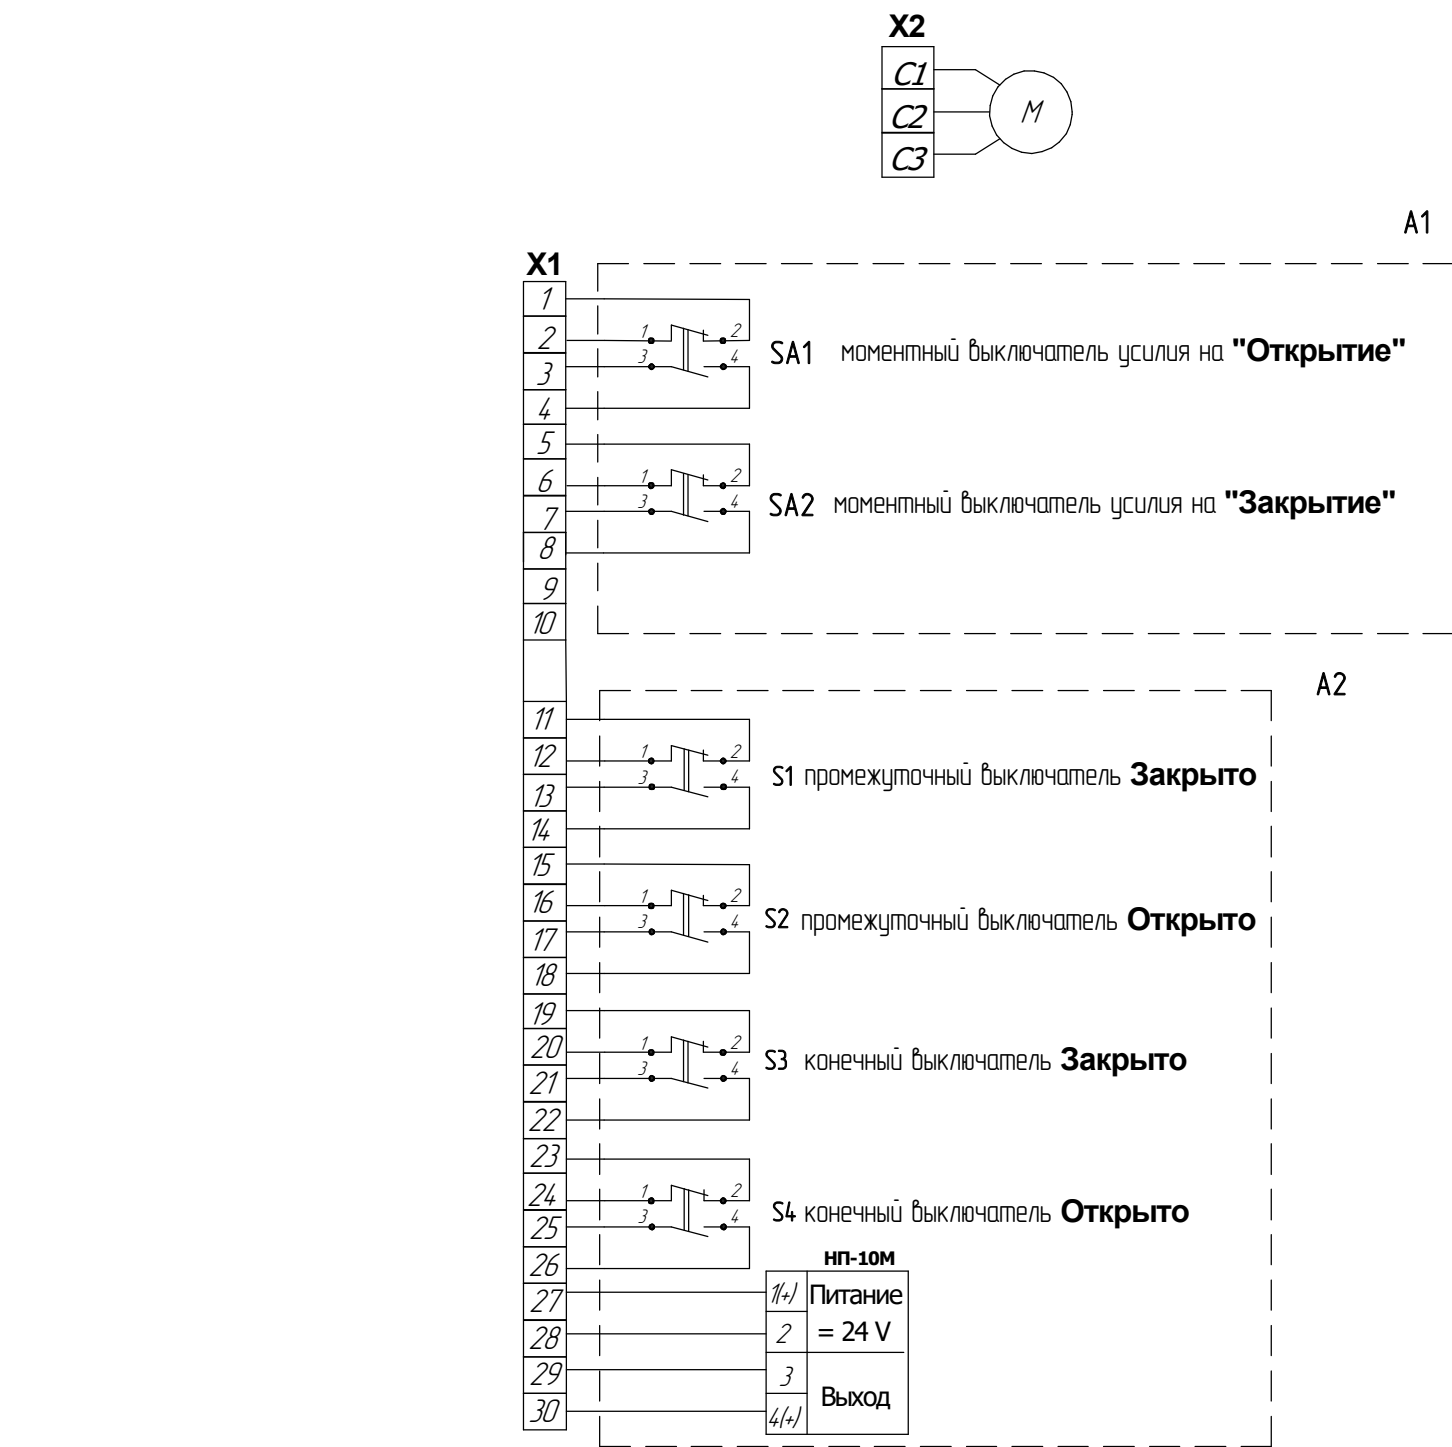 X2
C1
C2
C3
M
A1
X1
1
2
3
4
5
6
7
8
9
10
1 2
3 4
SA1 моментный выключатель усилия на "Открытие"
1 2
3 4
SA2 моментный выключатель усилия на "Закрытие"
A2
11
12
13
14
15
16
17
18
19
20
21
22
23
24
25
26
27
28
29
30
1 2
3 4
S1 промежуточный выключатель Закрыто
1 2
3 4
S2 промежуточный выключатель Открыто
1 2
3 4
S3 конечный выключатель Закрыто
1 2
3 4
S4 конечный выключатель Открыто
НП-10М
1(+) Питание
2 = 24 V
3
Выход
4(+)